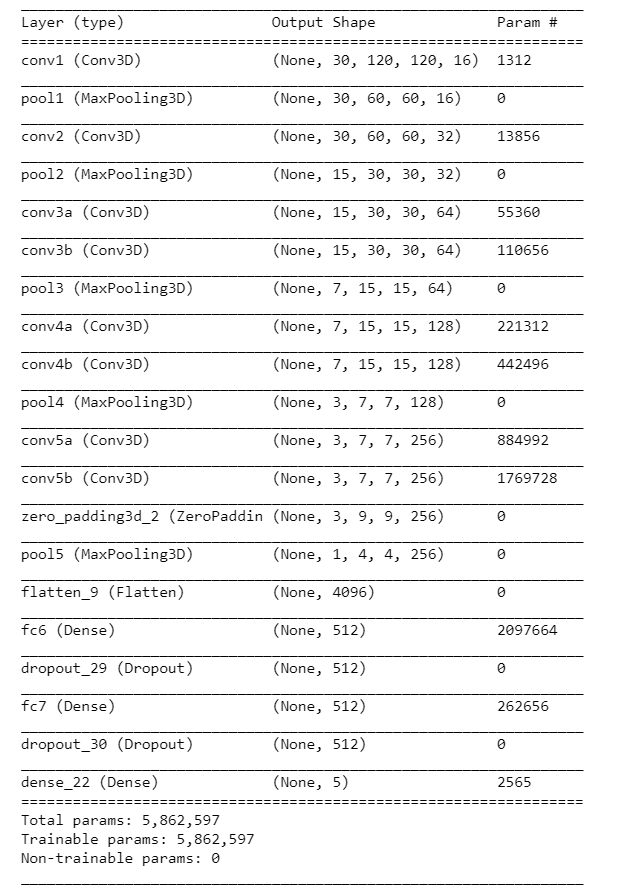 Layer (type) Output Shape Param #
=================================================================
conv1 (Conv3D) (None, 30, 120, 120, 16) 1312
pool1 (MaxPooling3D) (None, 30, 60, 60, 16) 0
conv2 (Conv3D) (None, 30, 60, 60, 32) 13856
pool2 (MaxPooling3D) (None, 15, 30, 30, 32) 0
conv3a (Conv3D) (None, 15, 30, 30, 64) 55360
conv3b (Conv3D) (None, 15, 30, 30, 64) 110656
pool3 (MaxPooling3D) (None, 7, 15, 15, 64) 0
conv4a (Conv3D) (None, 7, 15, 15, 128) 221312
conv4b (Conv3D) (None, 7, 15, 15, 128) 442496
pool4 (MaxPooling3D) (None, 3, 7, 7, 128) 0
conv5a (Conv3D) (None, 3, 7, 7, 256) 884992
conv5b (Conv3D) (None, 3, 7, 7, 256) 1769728
zero_padding3d_2 (ZeroPaddin (None, 3, 9, 9, 256) 0
pool5 (MaxPooling3D) (None, 1, 4, 4, 256) 0
flatten_9 (Flatten) (None, 4096) 0
fc6 (Dense) (None, 512) 2097664
dropout_29 (Dropout) (None, 512) 0
fc7 (Dense) (None, 512) 262656
dropout_30 (Dropout) (None, 512) 0
dense_22 (Dense) (None, 5) 2565
=================================================================
Total params: 5,862,597
Trainable params: 5,862,597
Non-trainable params: 0